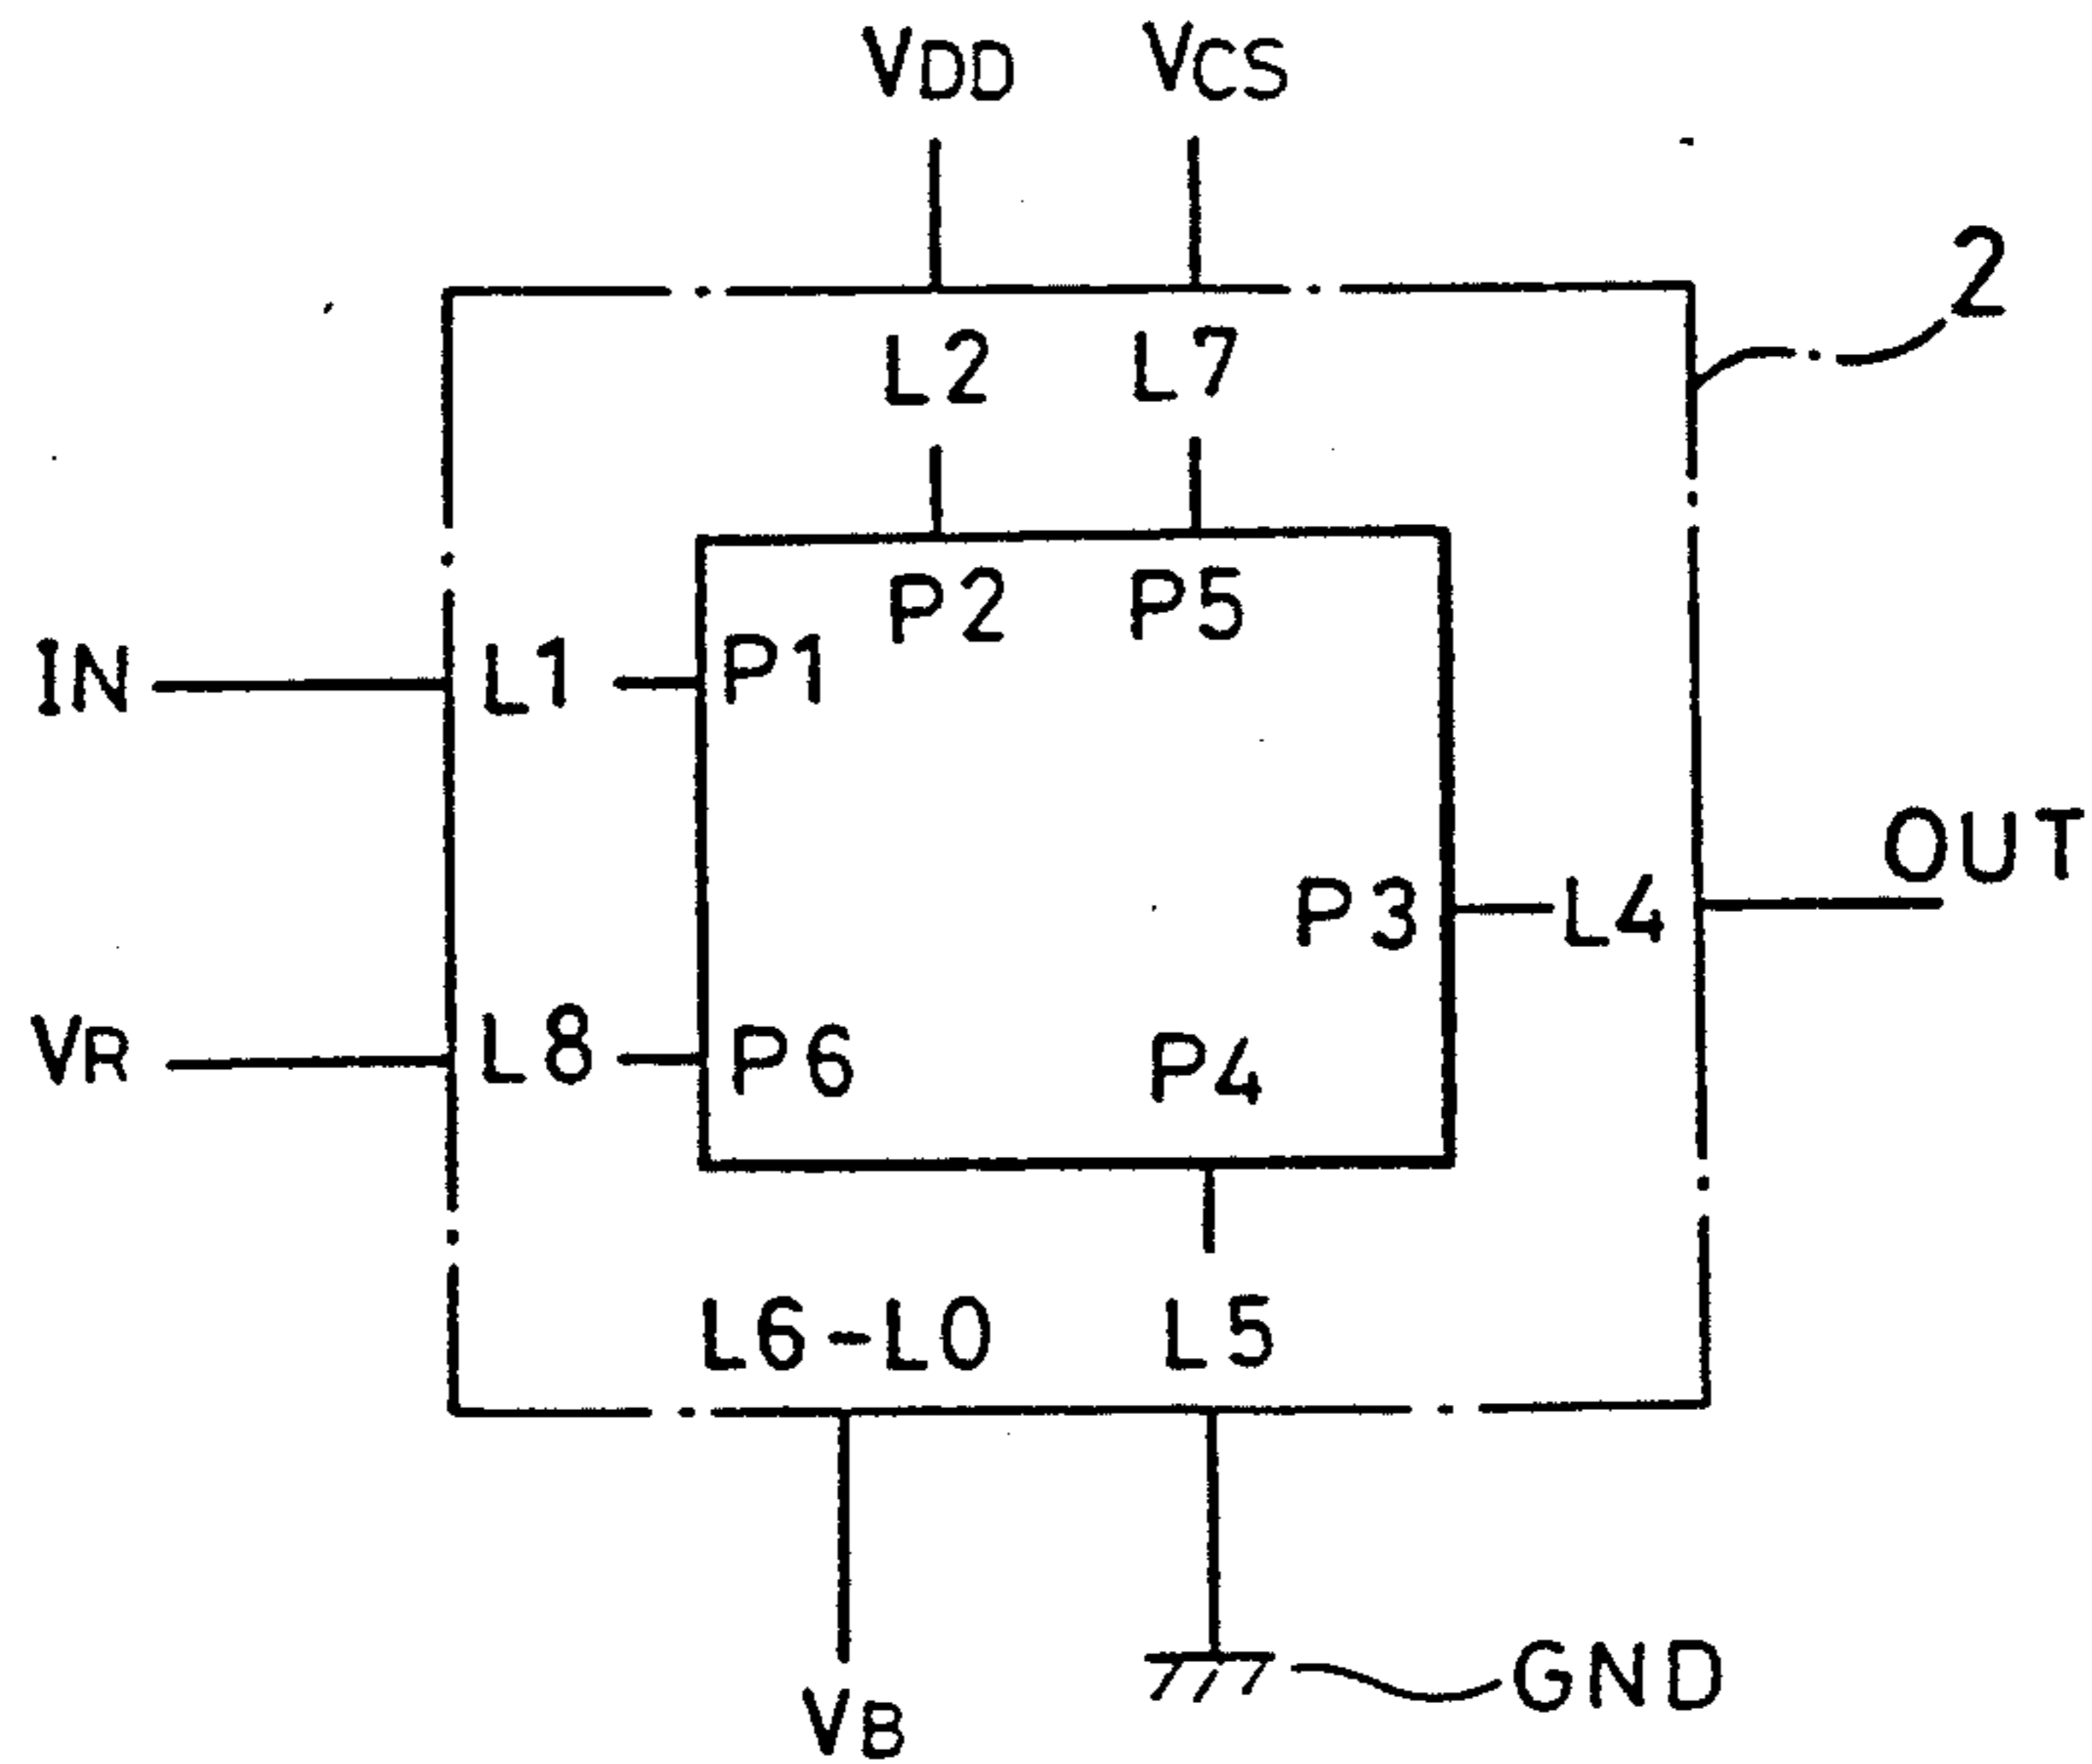 VDD VCS
2
L2 L7
P2 P5
IN L1 P1
OUT
P3 L4
VR L8 P6 P4
L6-L0 L5
GND
VB